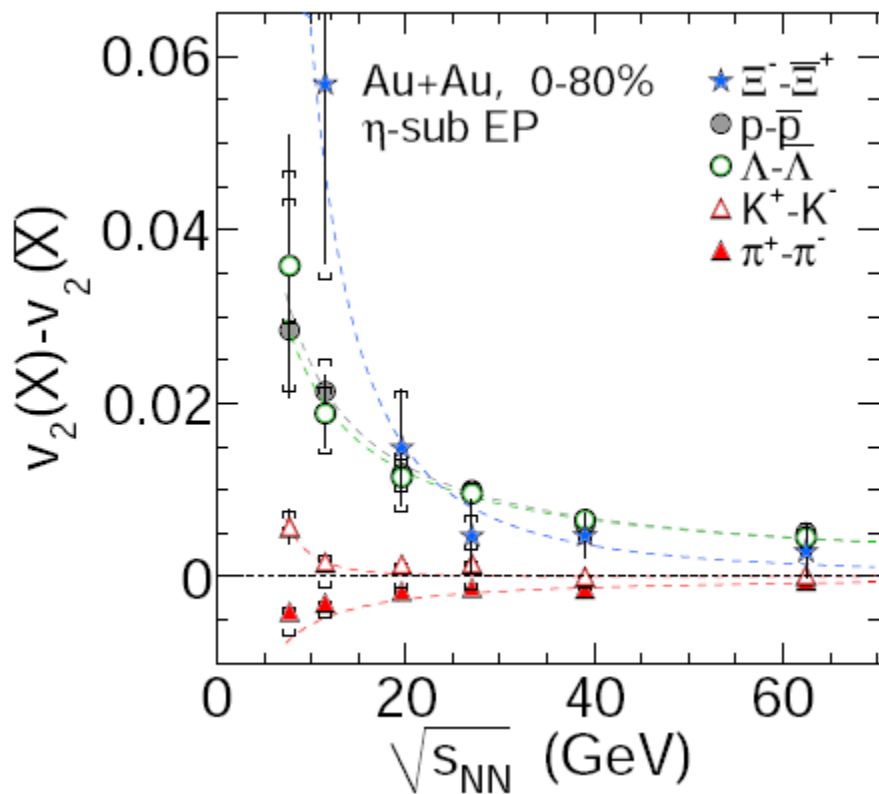 Au+Au, 0-80%
η-sub EP
Ξ⁻-Ξ̅⁺
p-p̅
Λ-Λ̅
K⁺-K⁻
π⁺-π⁻
v₂(X)-v₂(X̅)
0.06
0.04
0.02
0
0 20 40 60
√s_NN (GeV)